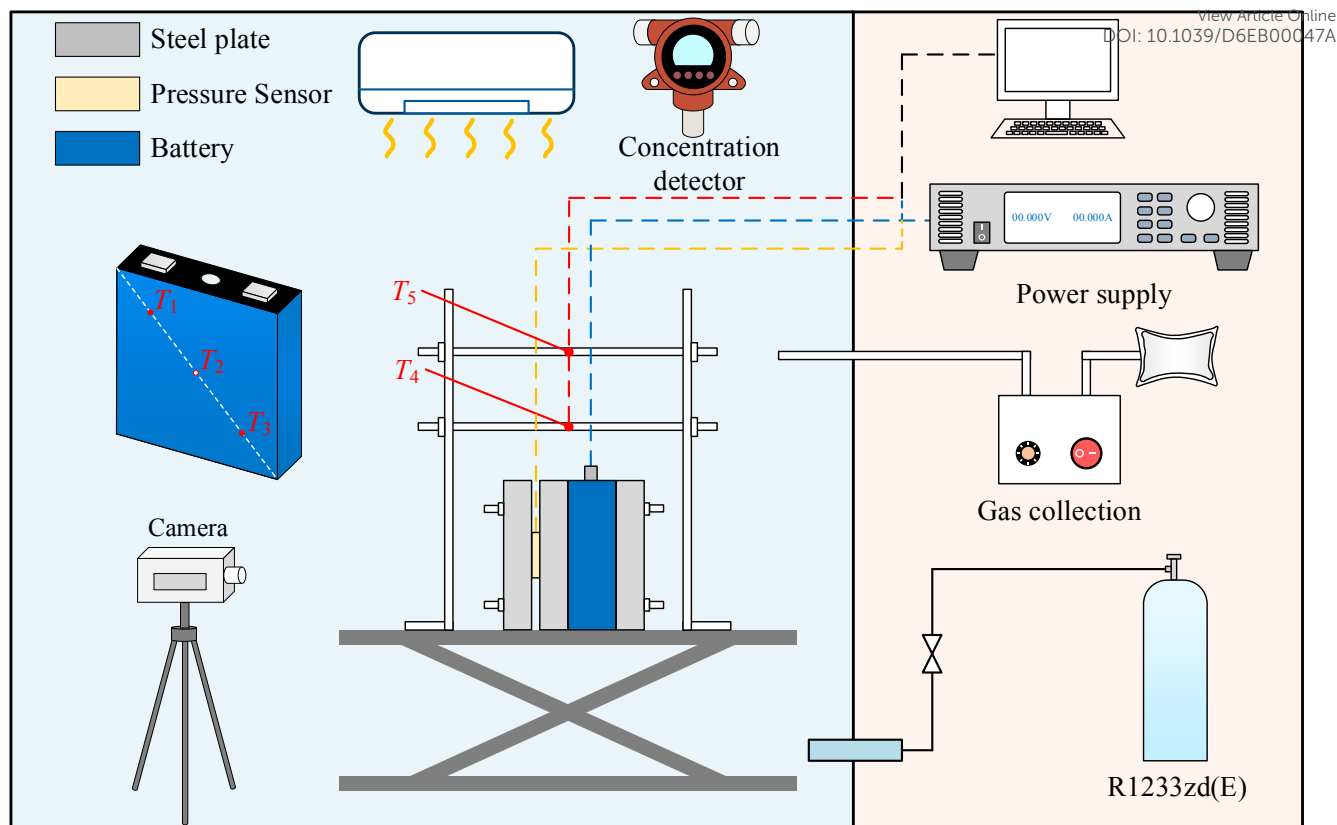 View Article Online
DOI: 10.1039/D6EB00047A
Steel plate
Pressure Sensor
Battery
Concentration
detector
00.000V 00.000A
Power supply
T1
T2
T3
T5
T4
Gas collection
Camera
R1233zd(E)